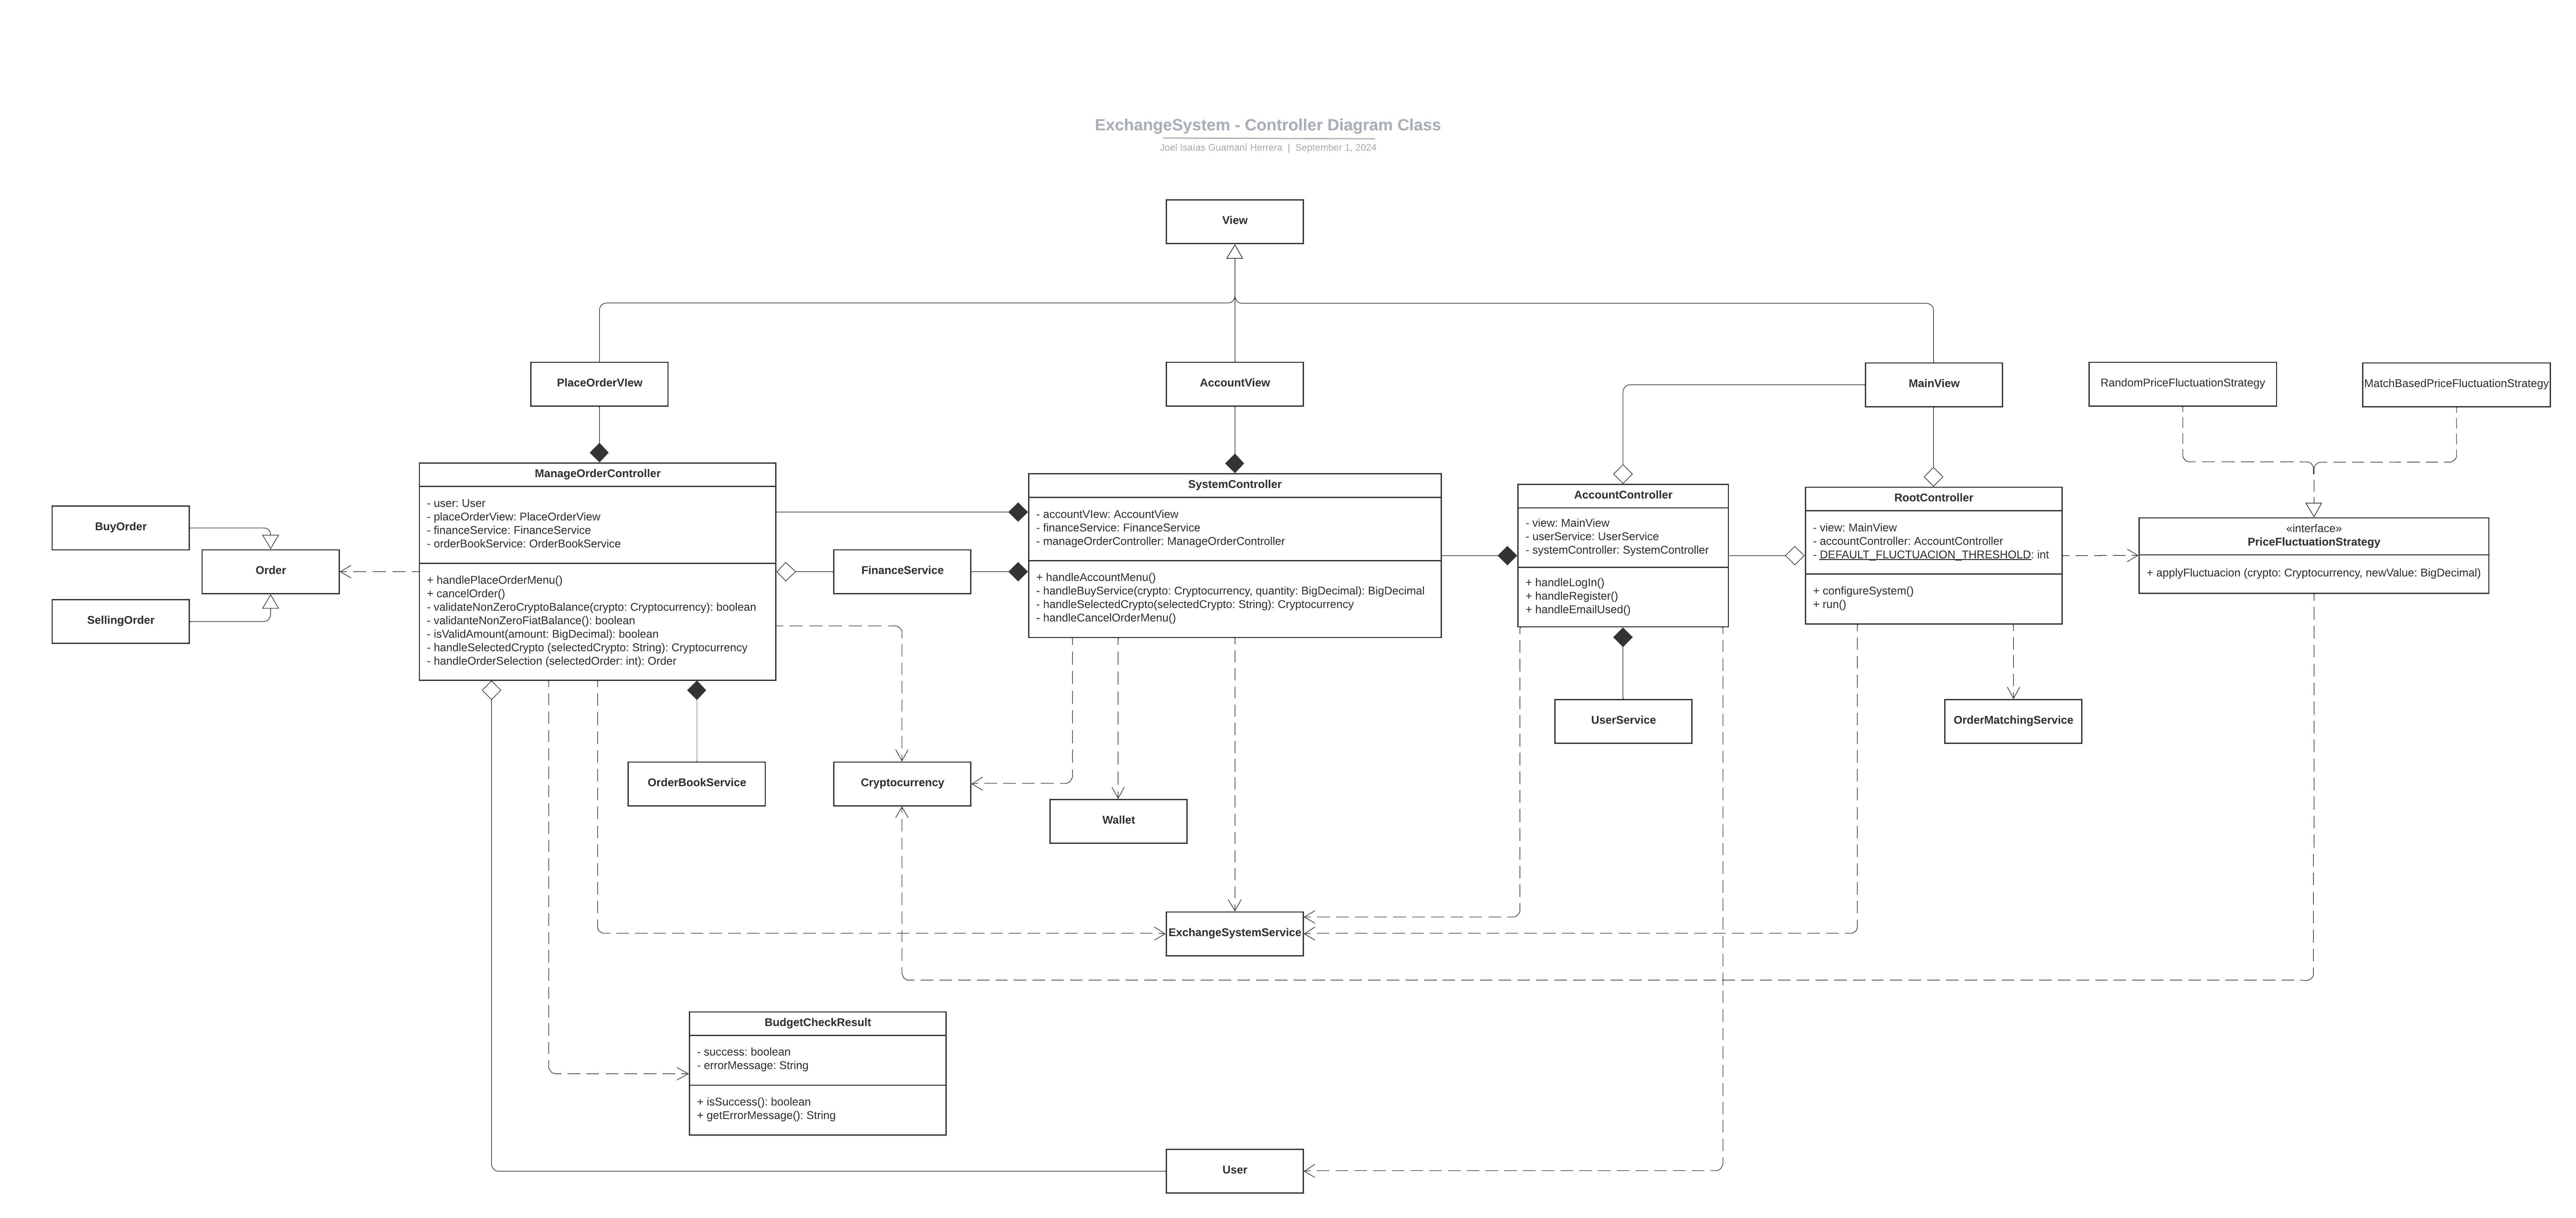 ExchangeSystem - Controller Diagram Class
Joel Isaías Guamaní Herrera | September 1, 2024
View
PlaceOrderVIew
AccountView
MainView
RandomPriceFluctuationStrategy
MatchBasedPriceFluctuationStrategy
ManageOrderController
- user: User
- placeOrderView: PlaceOrderView
- financeService: FinanceService
- orderBookService: OrderBookService
+ handlePlaceOrderMenu()
+ cancelOrder()
- validateNonZeroCryptoBalance(crypto: Cryptocurrency): boolean
- validanteNonZeroFiatBalance(): boolean
- isValidAmount(amount: BigDecimal): boolean
- handleSelectedCrypto (selectedCrypto: String): Cryptocurrency
- handleOrderSelection (selectedOrder: int): Order
SystemController
- accountVIew: AccountView
- financeService: FinanceService
- manageOrderController: ManageOrderController
+ handleAccountMenu()
- handleBuyService(crypto: Cryptocurrency, quantity: BigDecimal): BigDecimal
- handleSelectedCrypto(selectedCrypto: String): Cryptocurrency
- handleCancelOrderMenu()
AccountController
- view: MainView
- userService: UserService
- systemController: SystemController
+ handleLogIn()
+ handleRegister()
+ handleEmailUsed()
RootController
- view: MainView
- accountController: AccountController
- DEFAULT_FLUCTUACION_THRESHOLD: int
+ configureSystem()
+ run()
«interface»
PriceFluctuationStrategy
+ applyFluctuacion (crypto: Cryptocurrency, newValue: BigDecimal)
BuyOrder
Order
SellingOrder
FinanceService
OrderBookService
Cryptocurrency
Wallet
UserService
OrderMatchingService
ExchangeSystemService
BudgetCheckResult
- success: boolean
- errorMessage: String
+ isSuccess(): boolean
+ getErrorMessage(): String
User